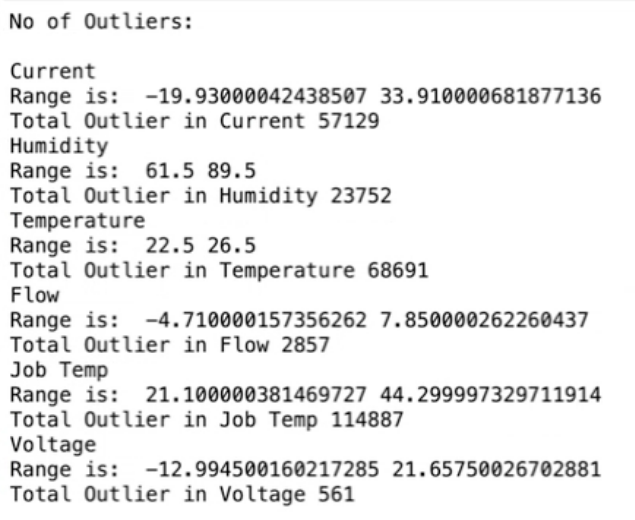 No of Outliers:
Current
Range is:  -19.93000042438507 33.910000681877136
Total Outlier in Current 57129
Humidity
Range is:  61.5 89.5
Total Outlier in Humidity 23752
Temperature
Range is:  22.5 26.5
Total Outlier in Temperature 68691
Flow
Range is:  -4.710000157356262 7.850000262260437
Total Outlier in Flow 2857
Job Temp
Range is:  21.100000381469727 44.299997329711914
Total Outlier in Job Temp 114887
Voltage
Range is:  -12.994500160217285 21.65750026702881
Total Outlier in Voltage 561